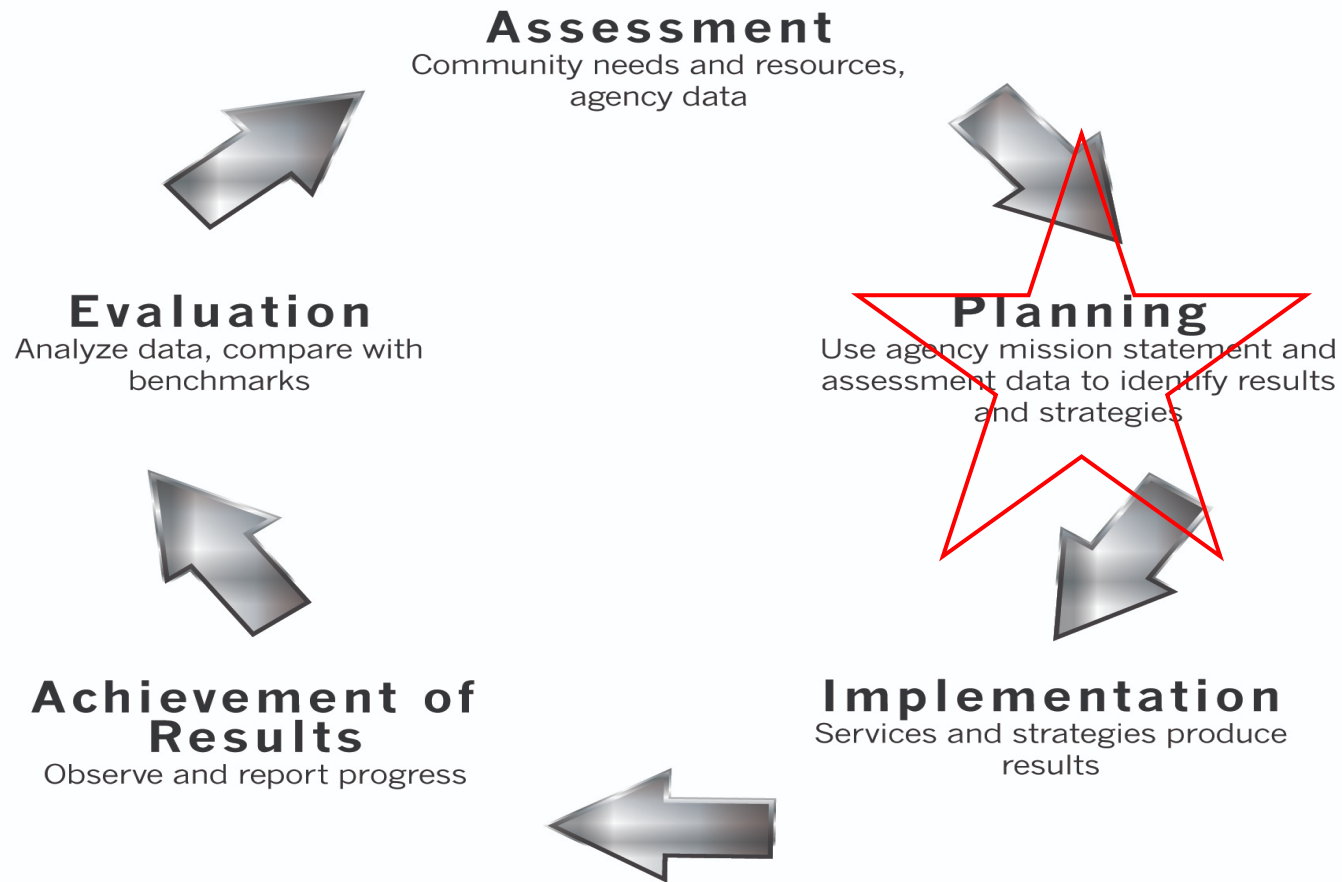 Assessment
Community needs and resources,
agency data
Planning
Use agency mission statement and
assessment data to identify results
and strategies
Implementation
Services and strategies produce
results
Achievement of
Results
Observe and report progress
Evaluation
Analyze data, compare with
benchmarks